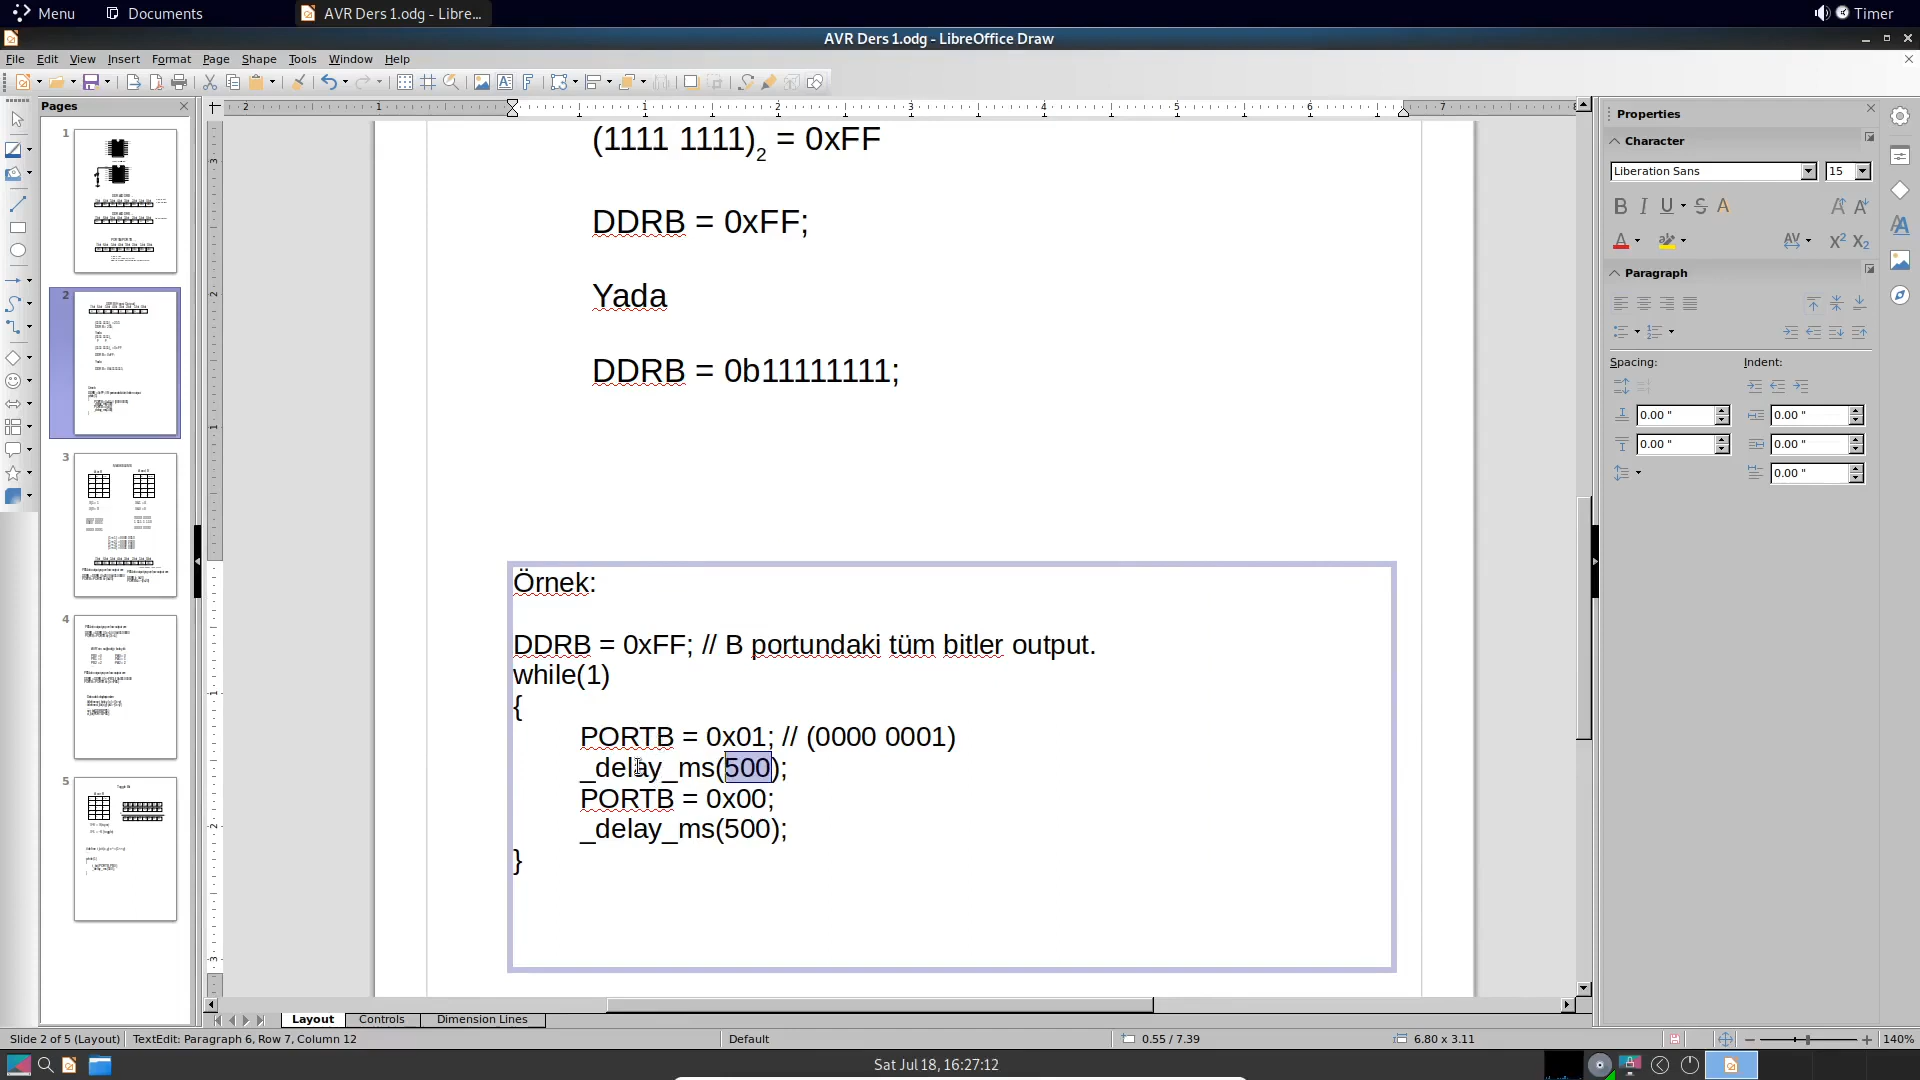 Menu
Documents
AVR Ders 1.odg - Libre...
Timer
AVR Ders 1.odg - LibreOffice Draw
File Edit View Insert Format Page Shape Tools Window Help
Pages
1
2
3
4
5
(1111 1111)2 = 0xFF
DDRB = 0xFF;
Yada
DDRB = 0b11111111;
Örnek:
DDRB = 0xFF; // B portundaki tüm bitler output.
while(1)
{
PORTB = 0x01; // (0000 0001)
_delay_ms(500);
PORTB = 0x00;
_delay_ms(500);
}
Properties
Character
Liberation Sans
15
Paragraph
Spacing:
Indent:
0.00 "
0.00 "
0.00 "
0.00 "
0.00 "
Layout
Controls
Dimension Lines
Slide 2 of 5 (Layout)
TextEdit: Paragraph 6, Row 7, Column 12
Default
0.55 / 7.39
6.80 x 3.11
140%
Sat Jul 18, 16:27:12